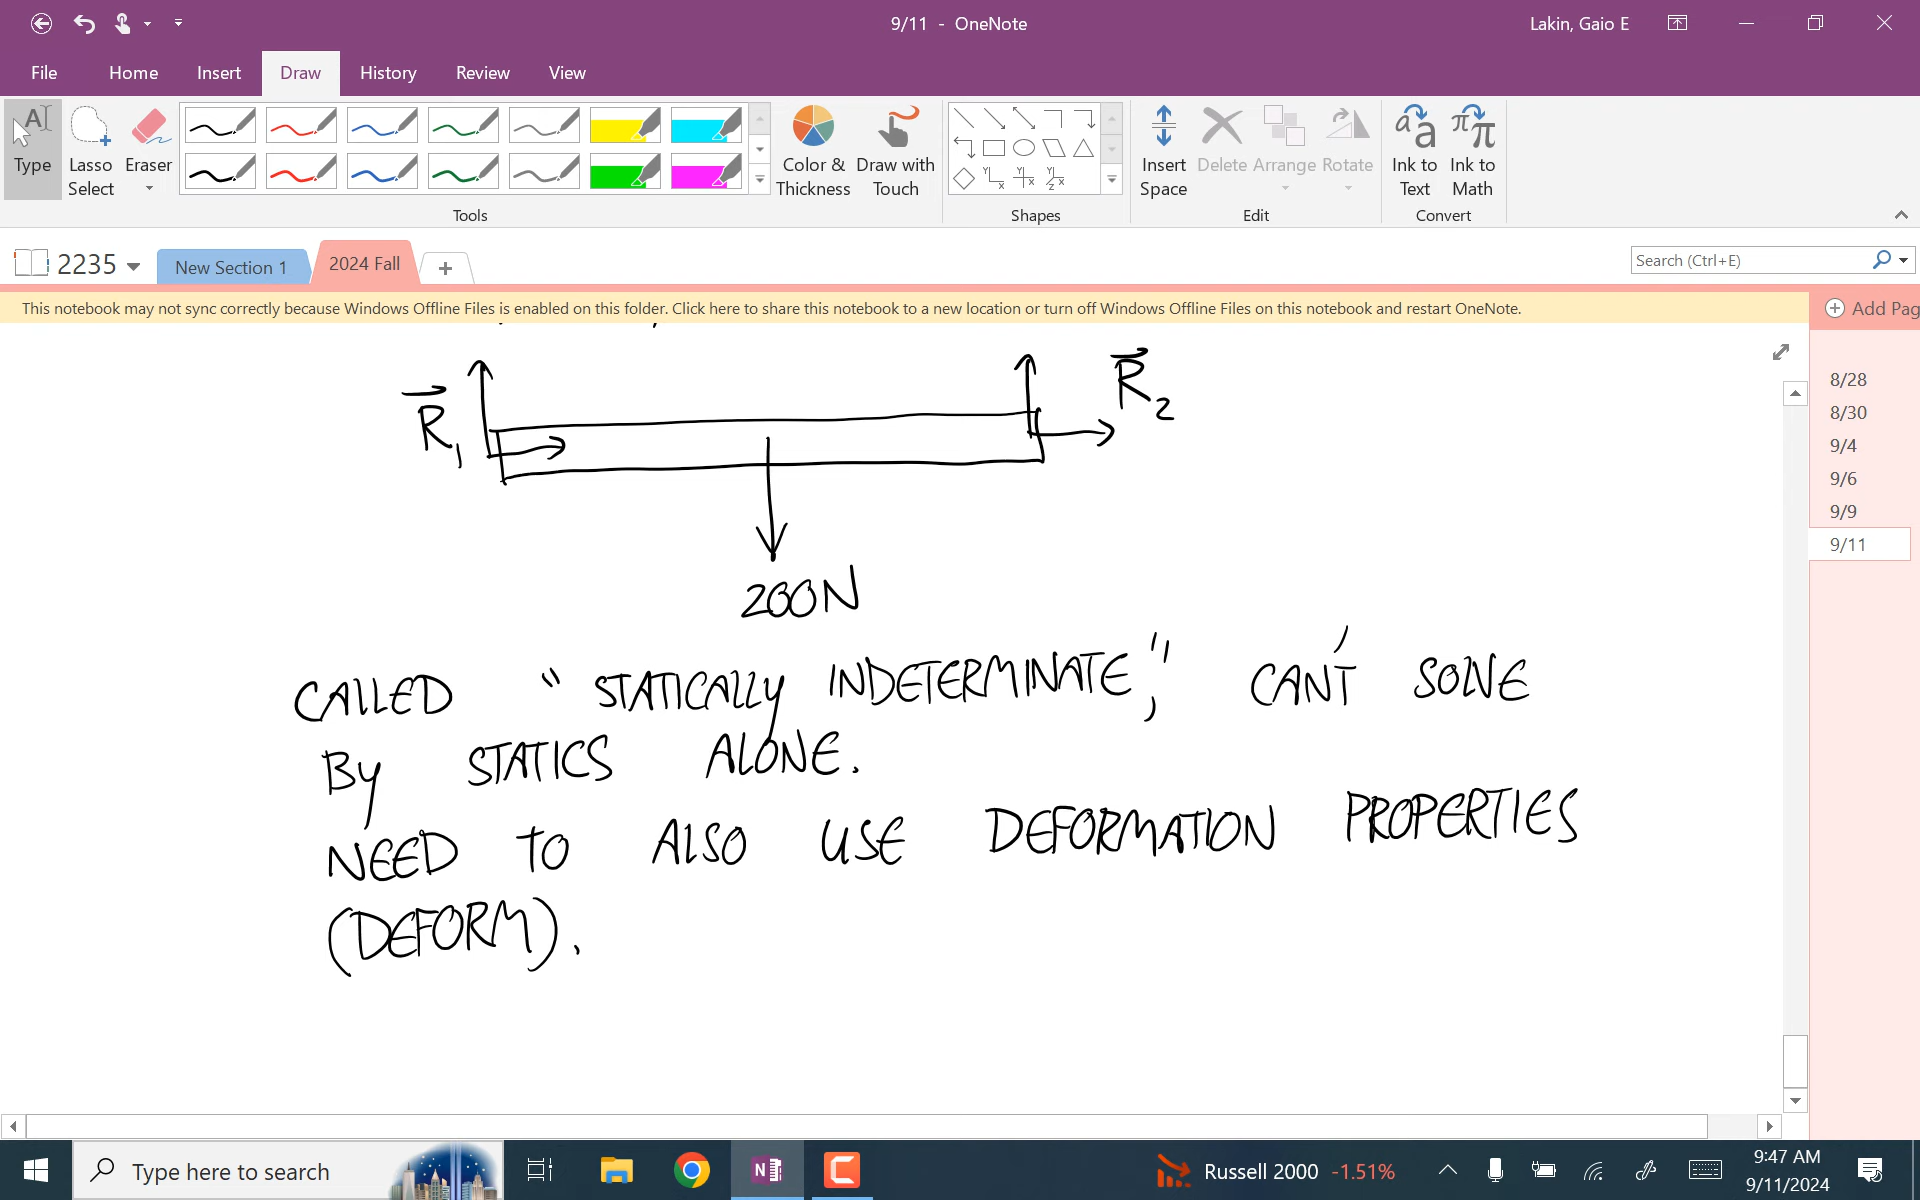 9/11 - OneNote
Lakin, Gaio E
File Home Insert Draw History Review View
Type
Lasso Select
Eraser
Color & Thickness
Draw with Touch
Insert Space
Delete
Arrange
Rotate
Ink to Text
Ink to Math
Tools
Shapes
Edit
Convert
2235
New Section 1
2024 Fall
Search (Ctrl+E)
This notebook may not sync correctly because Windows Offline Files is enabled on this folder. Click here to share this notebook to a new location or turn off Windows Offline Files on this notebook and restart OneNote.
Add Pag
8/28
8/30
9/4
9/6
9/9
9/11
R1
R2
200N
CALLED "STATICALLY INDETERMINATE," CAN'T SOLVE
BY STATICS ALONE.
NEED TO ALSO USE DEFORMATION PROPERTIES
(DEFORM).
Type here to search
Russell 2000 -1.51%
9:47 AM
9/11/2024